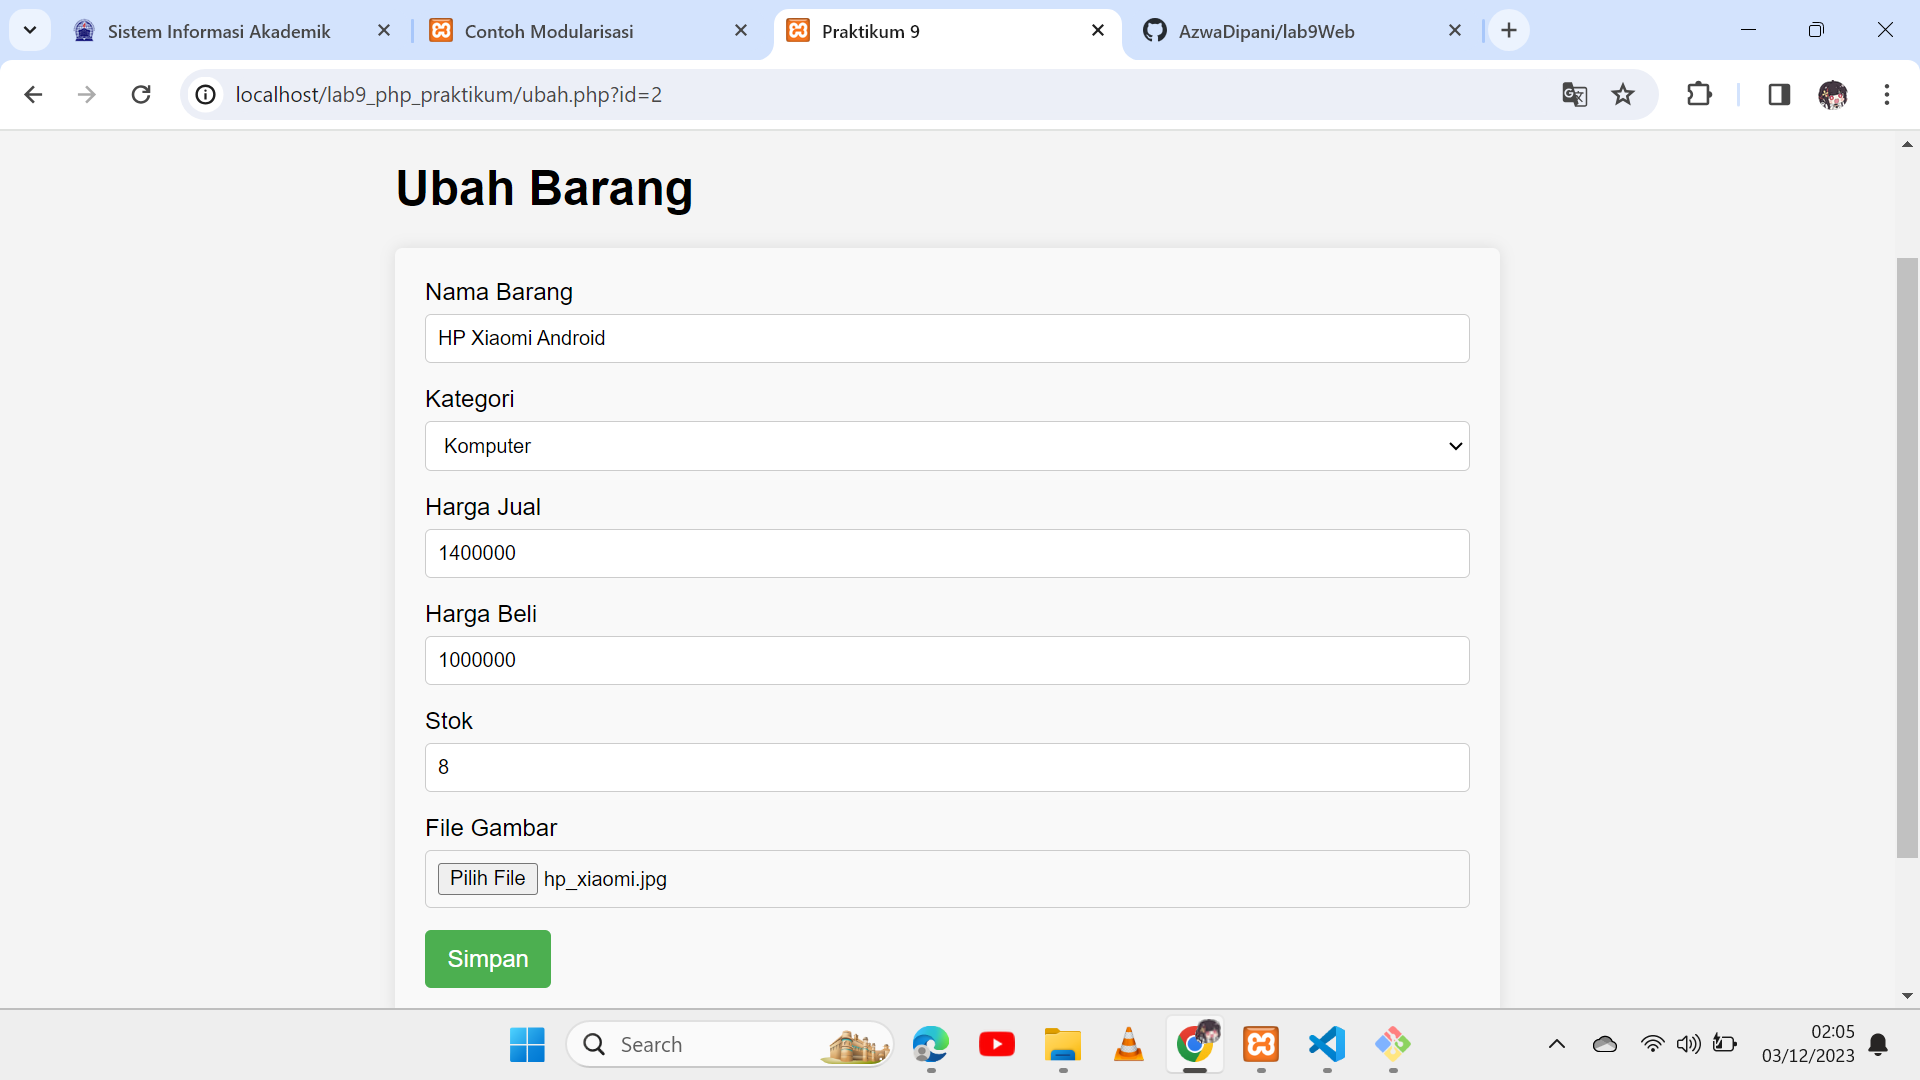 Sistem Informasi Akademik
Contoh Modularisasi
Praktikum 9
AzwaDipani/lab9Web
localhost/lab9_php_praktikum/ubah.php?id=2
Ubah Barang
Nama Barang
HP Xiaomi Android
Kategori
Komputer
Harga Jual
1400000
Harga Beli
1000000
Stok
8
File Gambar
Pilih File hp_xiaomi.jpg
Simpan
Search
02:05
03/12/2023